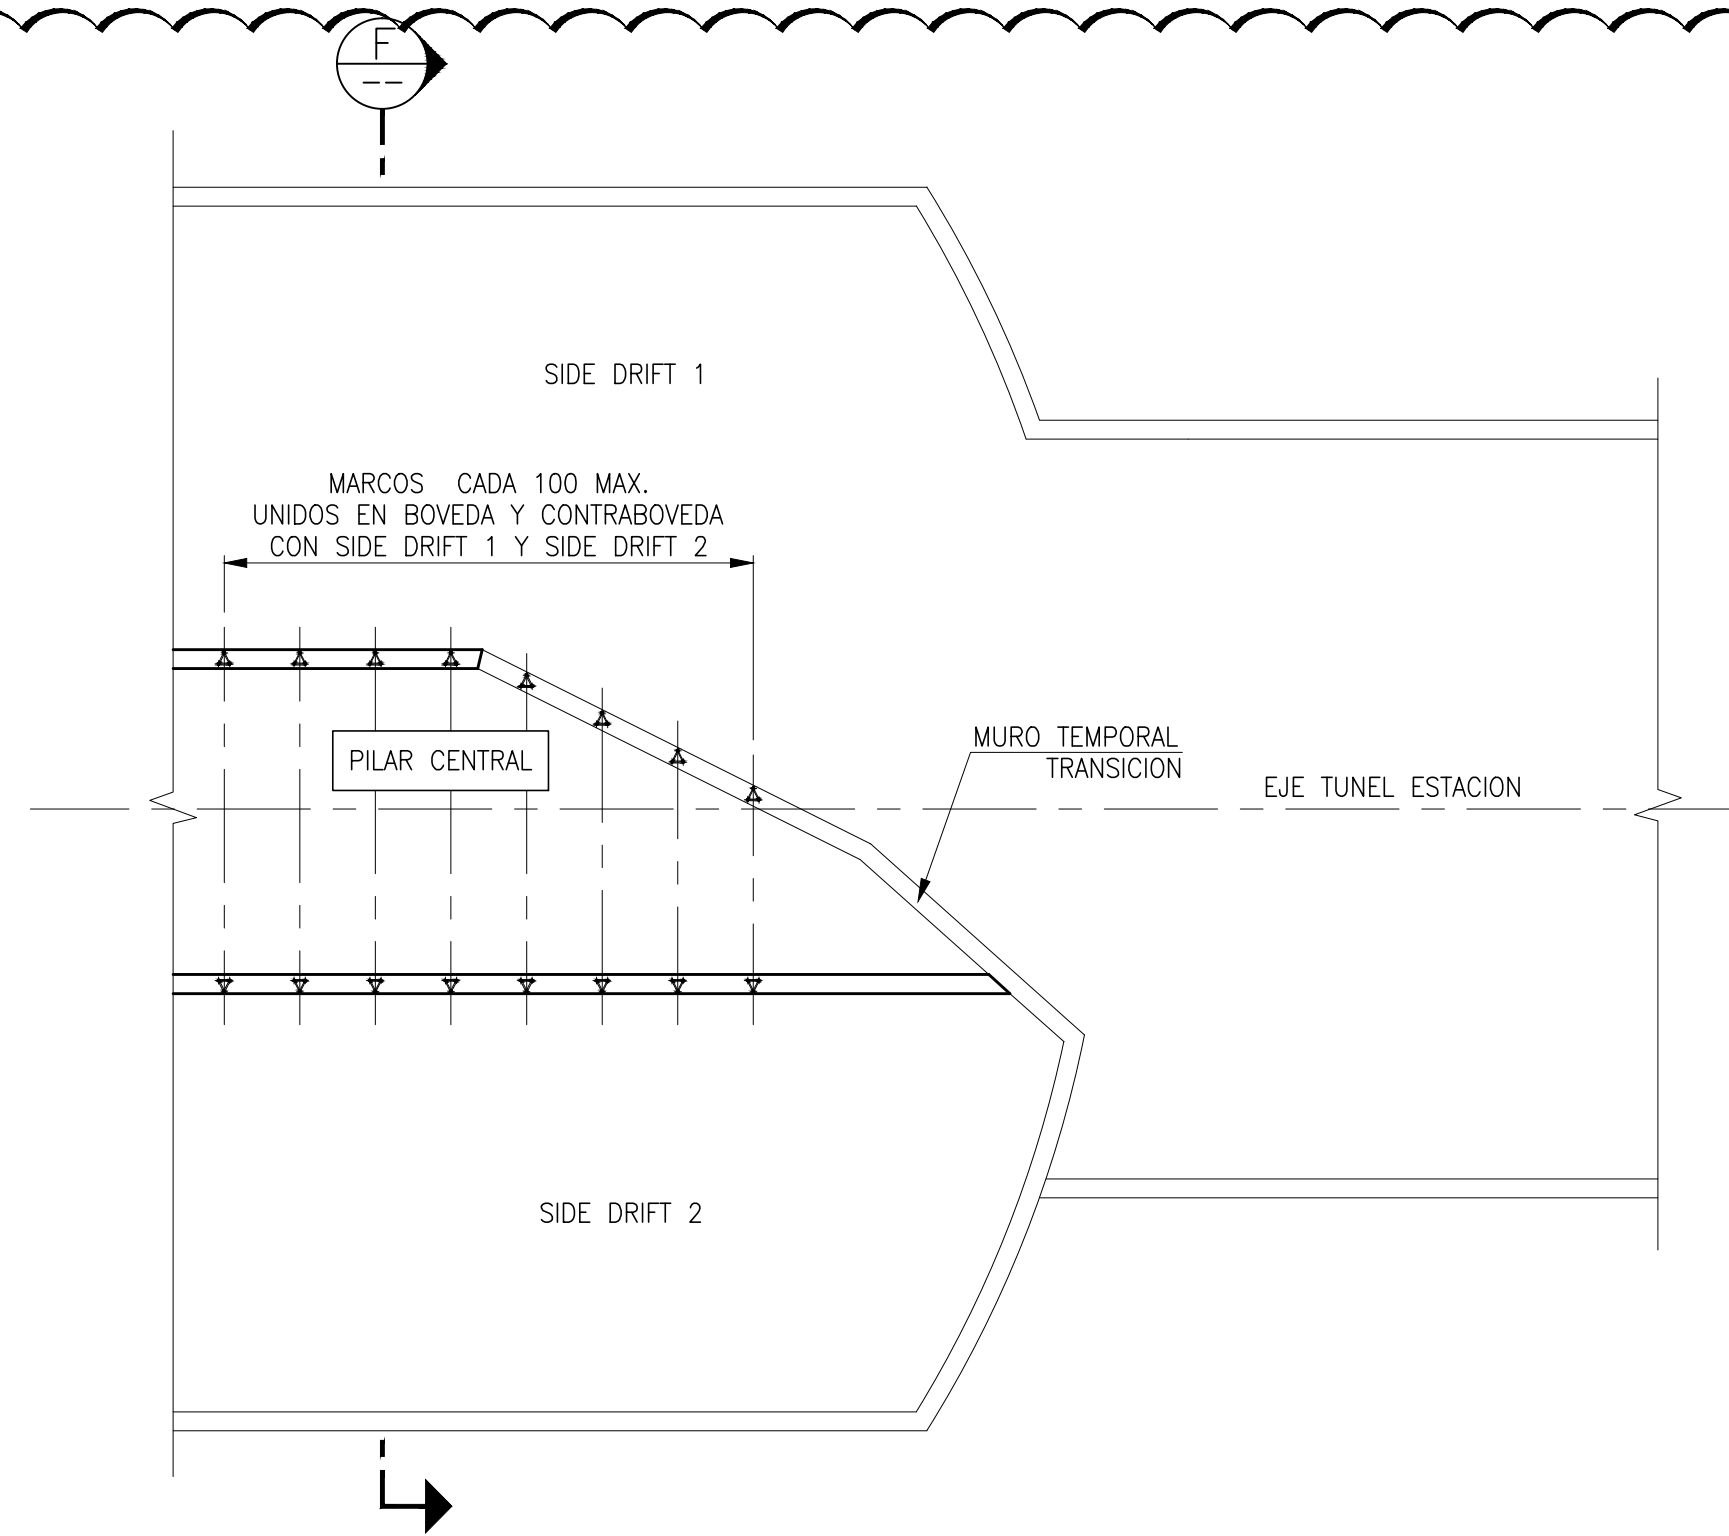 F
--
SIDE DRIFT 1
MARCOS CADA 100 MAX.
UNIDOS EN BOVEDA Y CONTRABOVEDA
CON SIDE DRIFT 1 Y SIDE DRIFT 2
PILAR CENTRAL
MURO TEMPORAL
TRANSICION
EJE TUNEL ESTACION
SIDE DRIFT 2